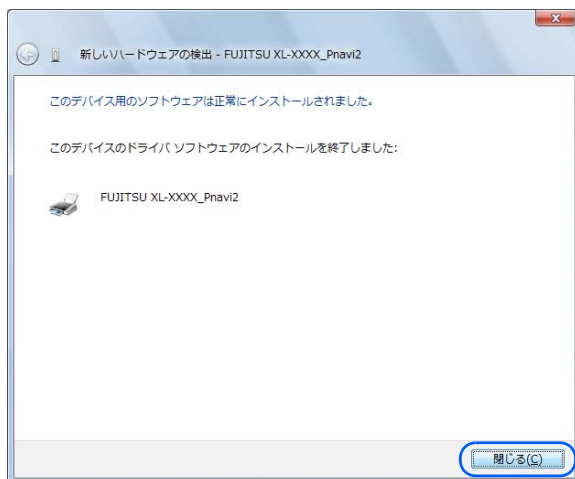 新しいハードウェアの検出 - FUJITSU XL-XXXX_Pnavi2
このデバイス用のソフトウェアは正常にインストールされました。
このデバイスのドライバ ソフトウェアのインストールを終了しました:
FUJITSU XL-XXXX_Pnavi2
閉じる(C)